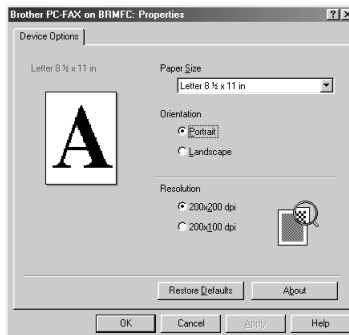 Brother PC-FAX on BRMFC: Properties
Device Options
Letter 8 ½ x 11 in
A
Paper Size
Letter 8 ½ x 11 in
Orientation
Portrait
Landscape
Resolution
200x200 dpi
200x100 dpi
Restore Defaults About
OK Cancel Apply Help